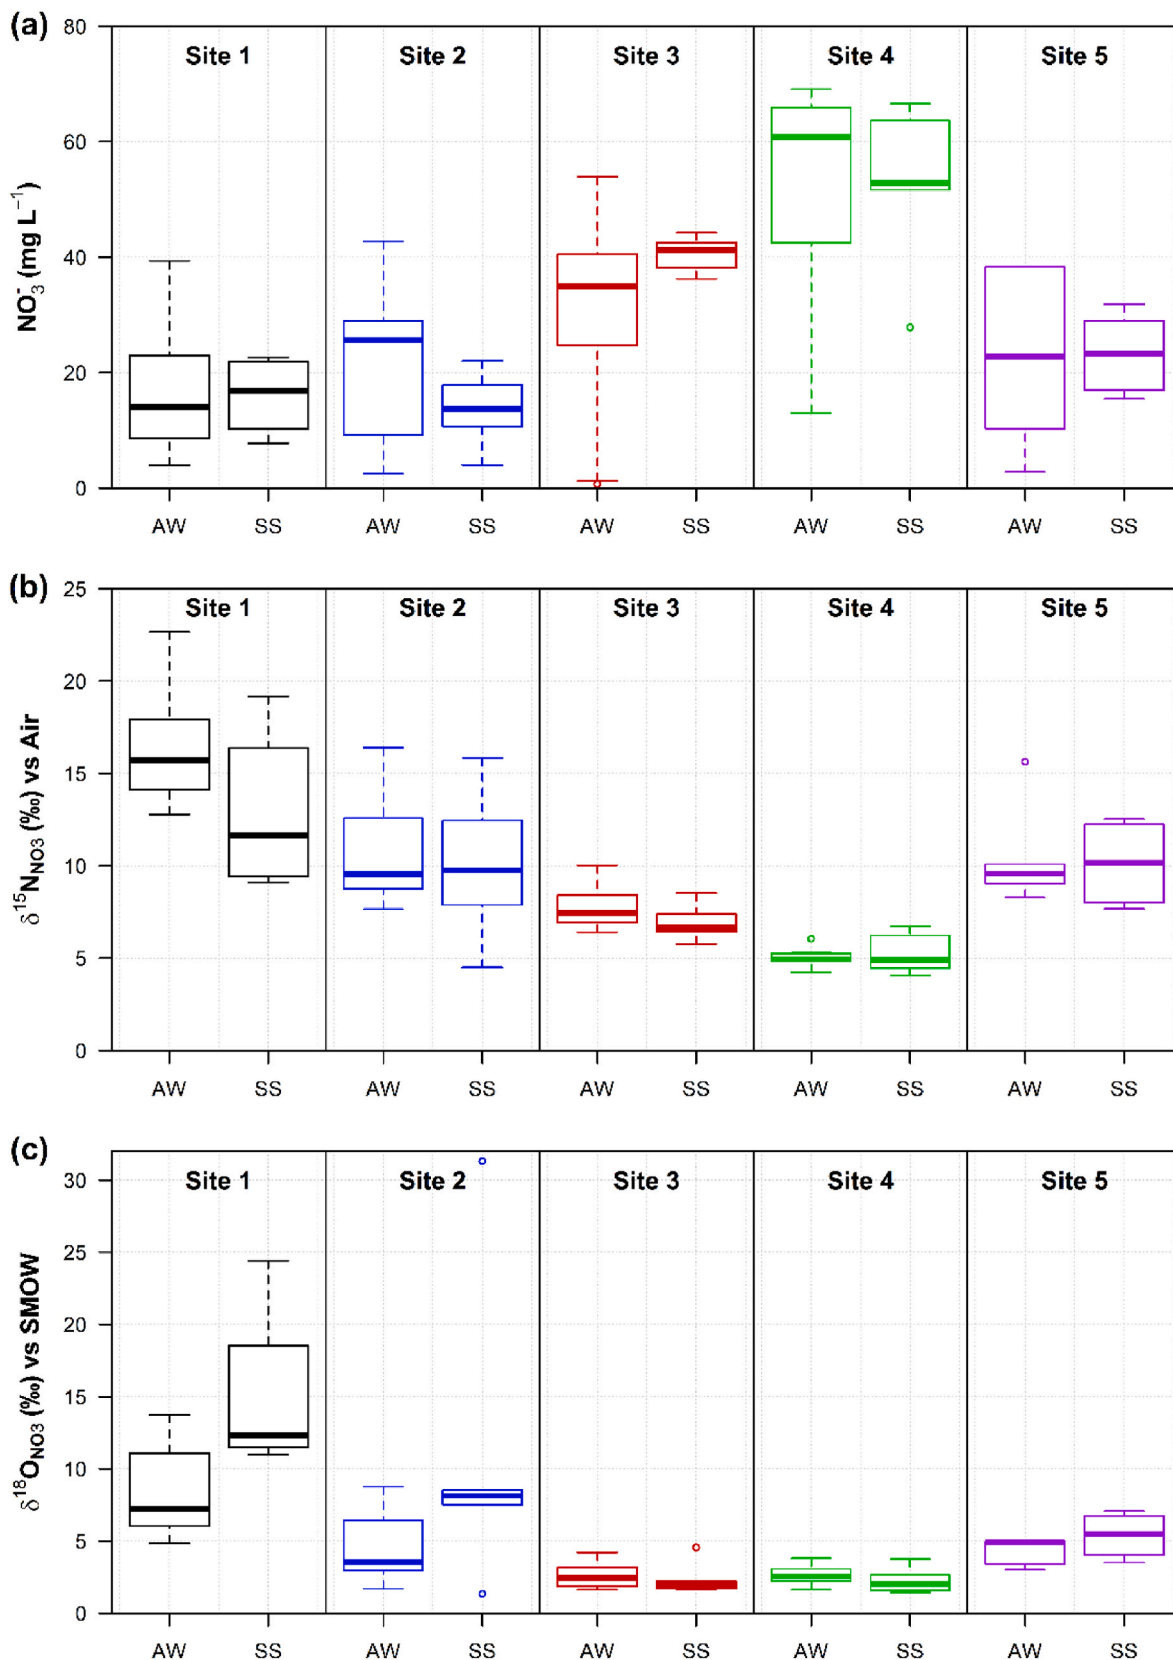 (a)
80
60
40
20
0
NO₃⁻ (mg L⁻¹)
Site 1 Site 2 Site 3 Site 4 Site 5
AW SS AW SS AW SS AW SS AW SS
(b)
25
20
15
10
5
0
δ¹⁵N_NO3 (‰) vs Air
Site 1 Site 2 Site 3 Site 4 Site 5
AW SS AW SS AW SS AW SS AW SS
(c)
30
25
20
15
10
5
0
δ¹⁸O_NO3 (‰) vs SMOW
Site 1 Site 2 Site 3 Site 4 Site 5
AW SS AW SS AW SS AW SS AW SS